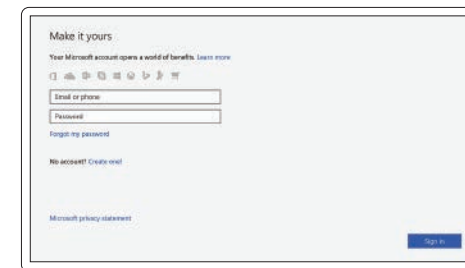 Make it yours
Your Microsoft account opens a world of benefits. Learn more
Email or phone
Password
Forgot my password
No account? Create one!
Microsoft privacy statement
Sign in